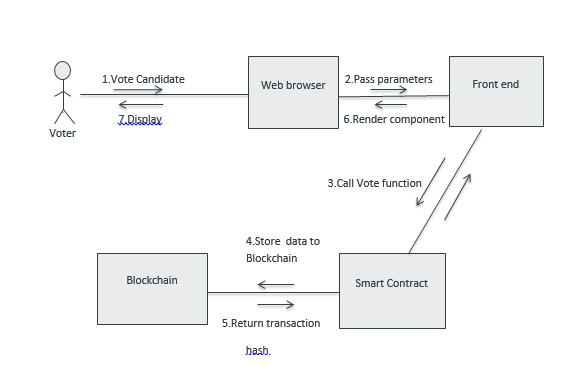 1.Vote Candidate
7.Display
Voter
Web browser
2.Pass parameters
6.Render component
Front end
3.Call Vote function
4.Store data to
Blockchain
Blockchain
Smart Contract
5.Return transaction
hash